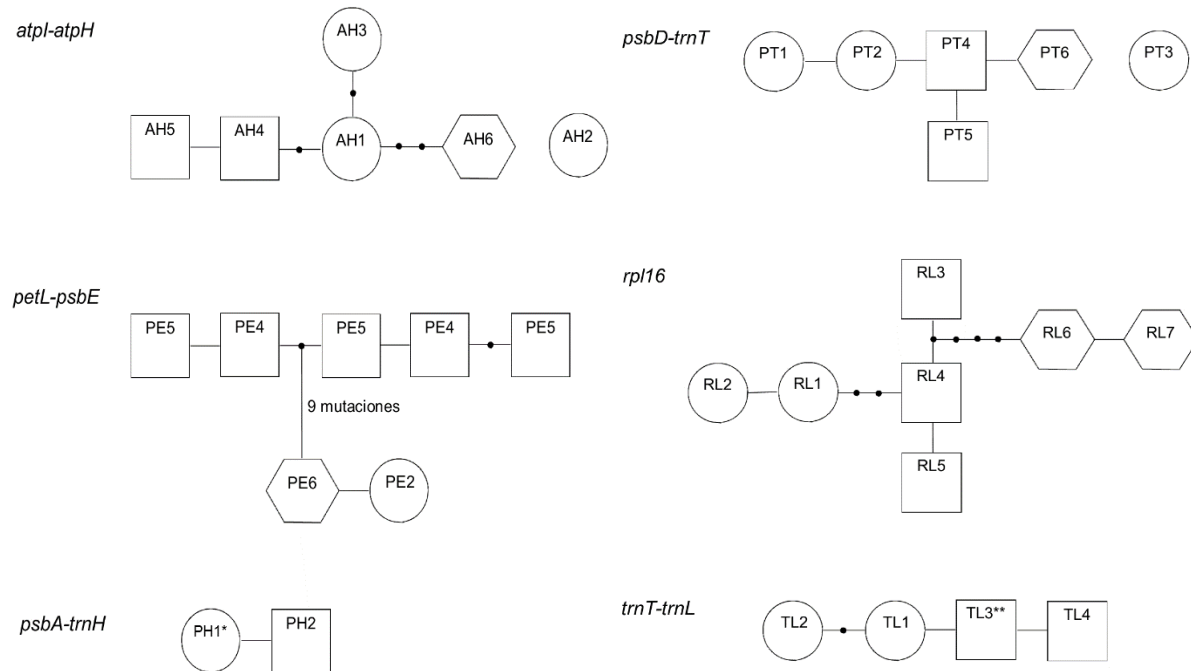 atpI-atpH
AH3
AH5
AH4
AH1
AH6
AH2
psbD-trnT
PT1
PT2
PT4
PT6
PT3
PT5
petL-psbE
PE5
PE4
PE5
PE4
PE5
9 mutaciones
PE6
PE2
rpl16
RL3
RL6
RL7
RL2
RL1
RL4
RL5
psbA-trnH
PH1*
PH2
trnT-trnL
TL2
TL1
TL3**
TL4